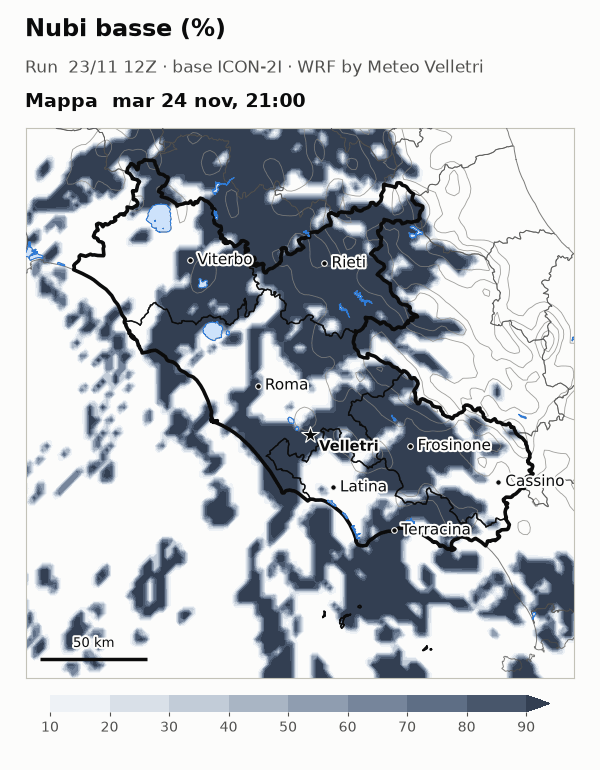 Nubi basse (%)
Run  23/11 12Z · base ICON-2I · WRF by Meteo Velletri
Mappa  mar 24 nov, 21:00
Viterbo
Rieti
Roma
Velletri
Frosinone
Latina
Cassino
Terracina
50 km
10 20 30 40 50 60 70 80 90